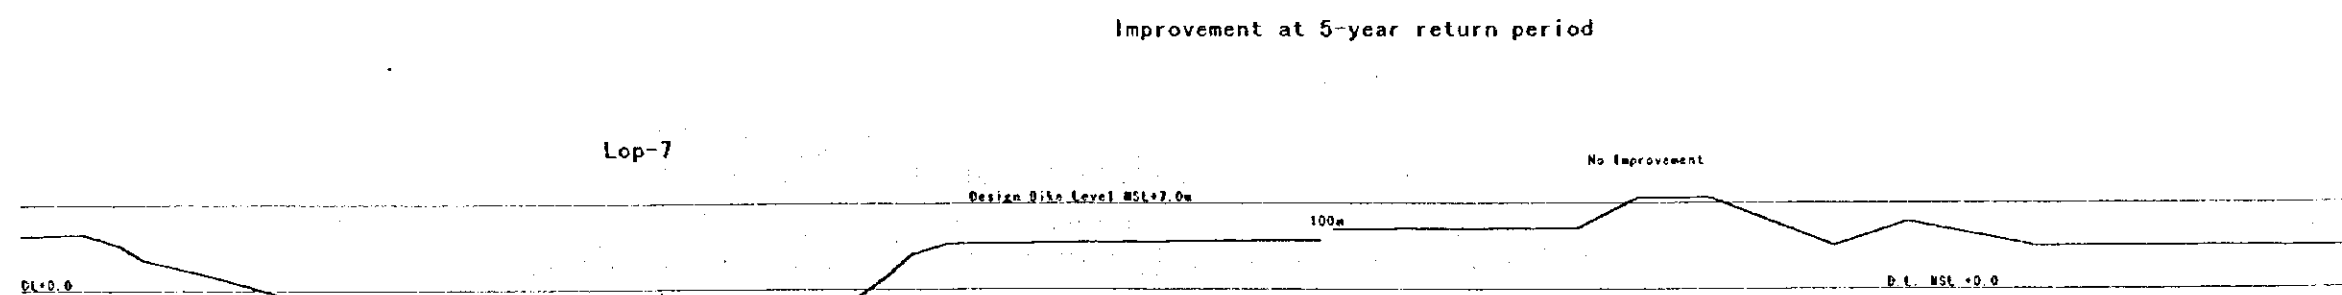 Improvement at 5-year return period
Lop-7
No Improvement
Design Dike Level MSL+7.0m
100m
DL+0.0
D.L. MSL +0.0